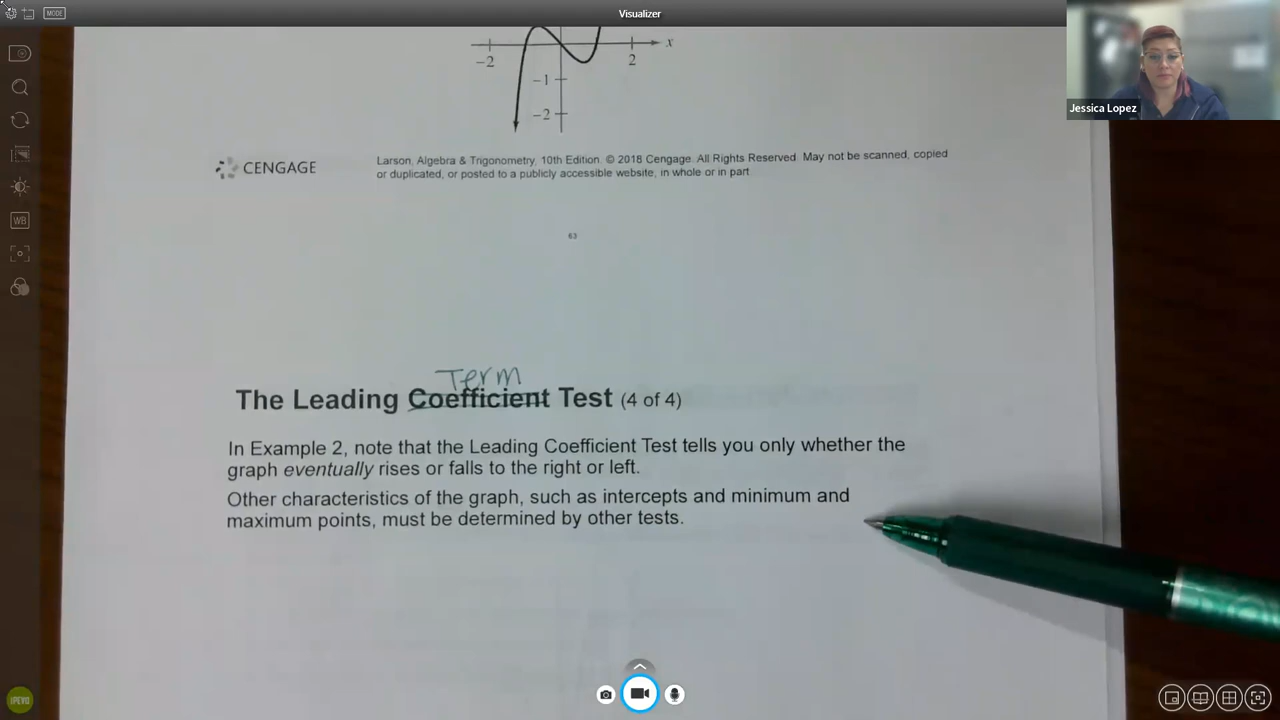 MODE
Visualizer
Jessica Lopez
-2
2
x
-1
-2
CENGAGE
Larson, Algebra & Trigonometry, 10th Edition. © 2018 Cengage. All Rights Reserved. May not be scanned, copied
or duplicated, or posted to a publicly accessible website, in whole or in part.
63
Term
The Leading Coefficient Test (4 of 4)
In Example 2, note that the Leading Coefficient Test tells you only whether the
graph eventually rises or falls to the right or left.
Other characteristics of the graph, such as intercepts and minimum and
maximum points, must be determined by other tests.
WB
IPEVO